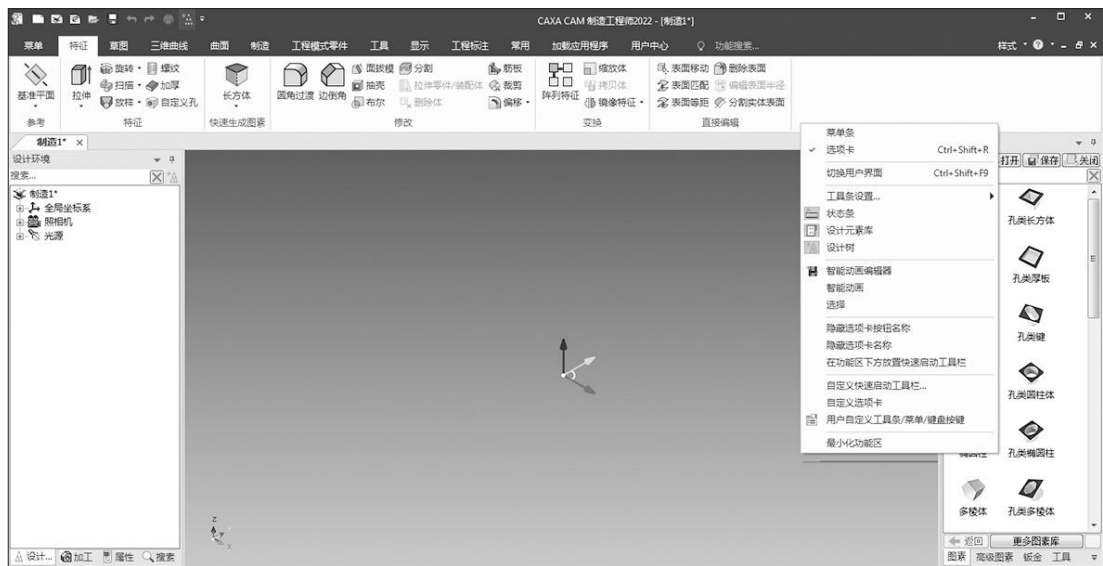 CAXA CAM 制造工程师2022 - [制造1*]
菜单 特征 草图 三维曲线 曲面 制造 工程模式零件 工具 显示 工程标注 常用 加载应用程序 用户中心 功能搜索... 样式
基准平面
拉伸
旋转 螺纹
扫描 加厚
放样 自定义孔
长方体
圆角过渡 边倒角
面拔模 分割 筋板
抽壳 拉伸零件/装配体 裁剪
布尔 删除体 偏移
阵列特征
缩放体
拷贝体
镜像特征
表面移动 删除表面
表面匹配 编辑表面半径
表面等距 分割实体表面
参考 特征 快速生成图素 修改 变换 直接编辑
制造1*
设计环境
搜索...
制造1*
全局坐标系
照相机
光源
菜单条
选项卡 Ctrl+Shift+R
切换用户界面 Ctrl+Shift+F9
工具条设置...
状态条
设计元素库
设计树
智能动画编辑器
智能动画
选择
隐藏选项卡按钮名称
隐藏选项卡名称
在功能区下方放置快速启动工具栏
自定义快速启动工具栏...
自定义选项卡
用户自定义工具条/菜单/键盘按键
最小化功能区
打开 保存 关闭
孔类长方体
孔类厚板
孔类键
孔类圆柱体
椭圆柱 孔类椭圆柱
多棱体 孔类多棱体
返回 更多图素库
图素 高级图素 钣金 工具
Z
X
设计... 加工 属性 搜索